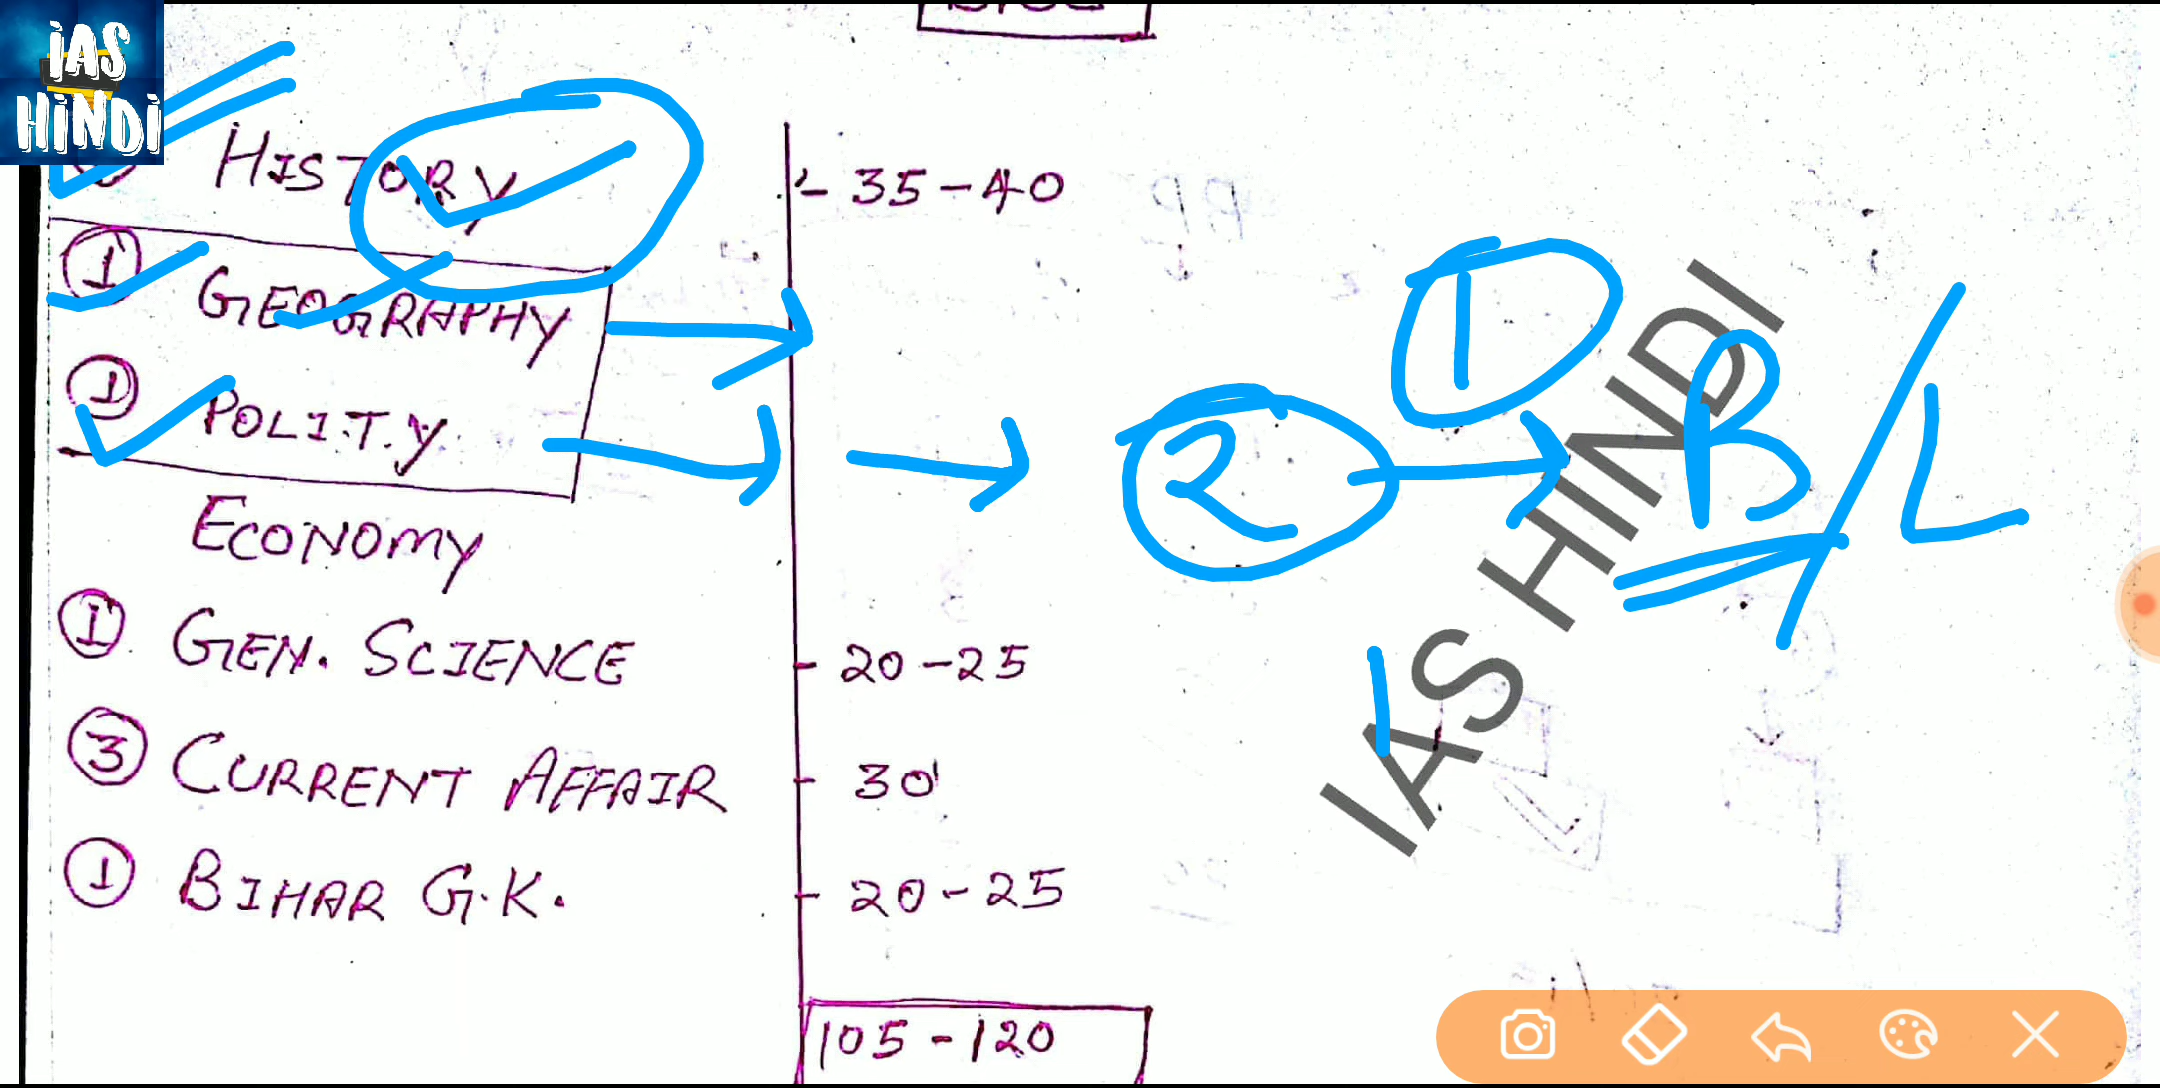 IAS
HINDI
HISTORY - 35-40
1 GEOGRAPHY
1 POLITY
ECONOMY
1 GEN. SCIENCE - 20-25
3 CURRENT AFFAIR - 30
1 BIHAR G.K. - 20-25
105-120
1
2
B/L
IAS HINDI